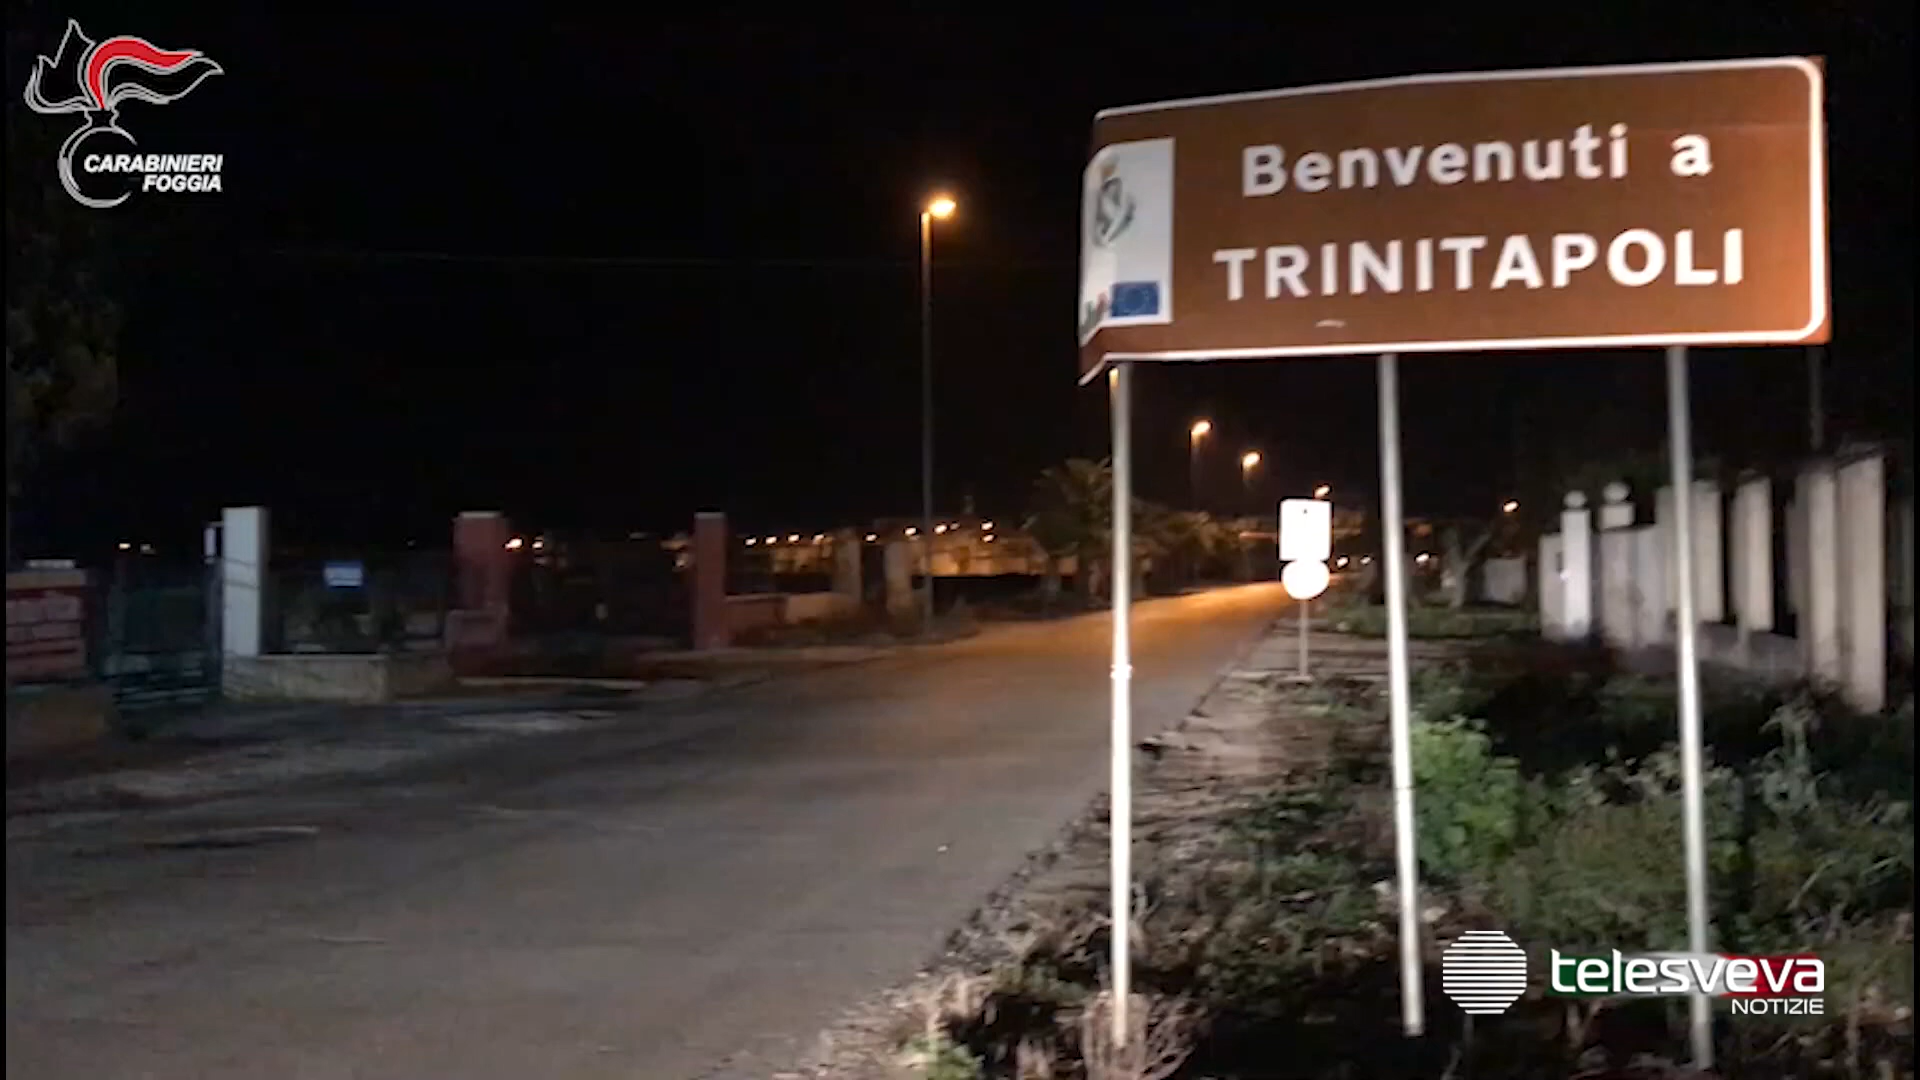 CARABINIERI
FOGGIA
Benvenuti a
TRINITAPOLI
telesveva
NOTIZIE